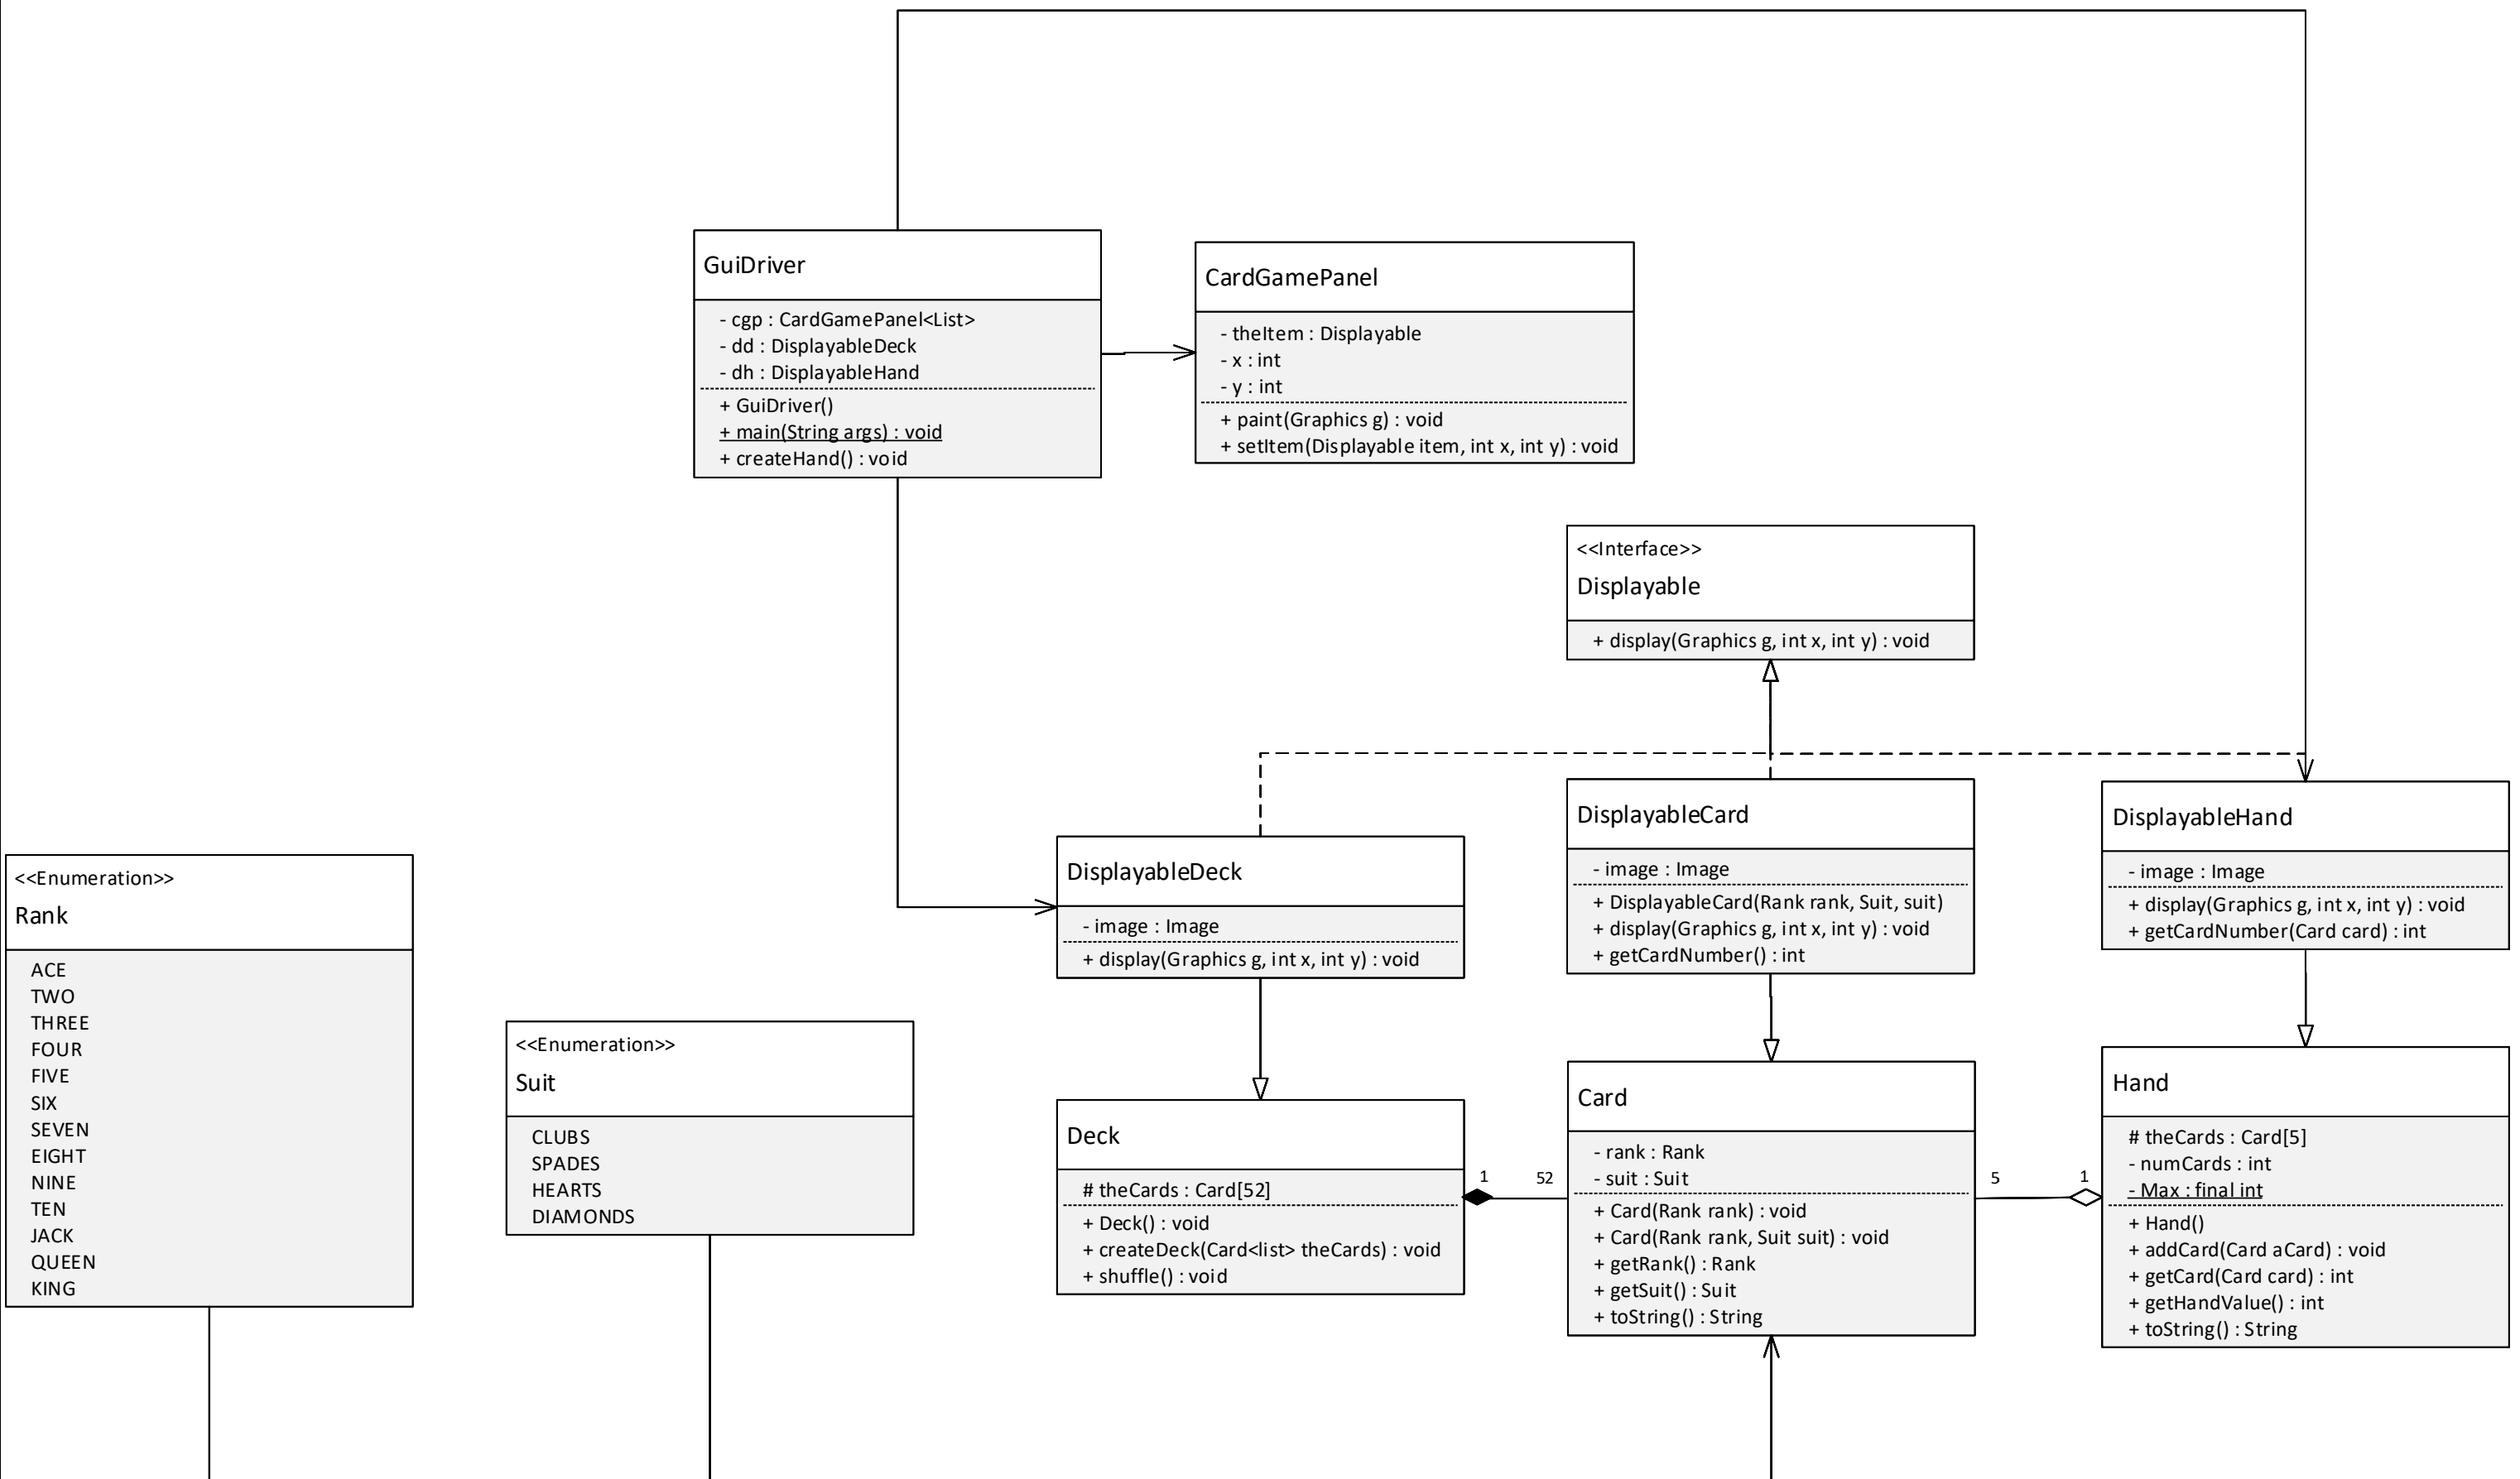 GuiDriver
- cgp : CardGamePanel<List>
- dd : DisplayableDeck
- dh : DisplayableHand
+ GuiDriver()
+ main(String args) : void
+ createHand() : void
CardGamePanel
- theItem : Displayable
- x : int
- y : int
+ paint(Graphics g) : void
+ setItem(Displayable item, int x, int y) : void
<<Interface>>
Displayable
+ display(Graphics g, int x, int y) : void
<<Enumeration>>
Rank
ACE
TWO
THREE
FOUR
FIVE
SIX
SEVEN
EIGHT
NINE
TEN
JACK
QUEEN
KING
<<Enumeration>>
Suit
CLUBS
SPADES
HEARTS
DIAMONDS
DisplayableDeck
- image : Image
+ display(Graphics g, int x, int y) : void
DisplayableCard
- image : Image
+ DisplayableCard(Rank rank, Suit, suit)
+ display(Graphics g, int x, int y) : void
+ getCardNumber() : int
DisplayableHand
- image : Image
+ display(Graphics g, int x, int y) : void
+ getCardNumber(Card card) : int
Deck
# theCards : Card[52]
+ Deck() : void
+ createDeck(Card<list> theCards) : void
+ shuffle() : void
1
52
Card
- rank : Rank
- suit : Suit
+ Card(Rank rank) : void
+ Card(Rank rank, Suit suit) : void
+ getRank() : Rank
+ getSuit() : Suit
+ toString() : String
5
1
Hand
# theCards : Card[5]
- numCards : int
- Max : final int
+ Hand()
+ addCard(Card aCard) : void
+ getCard(Card card) : int
+ getHandValue() : int
+ toString() : String